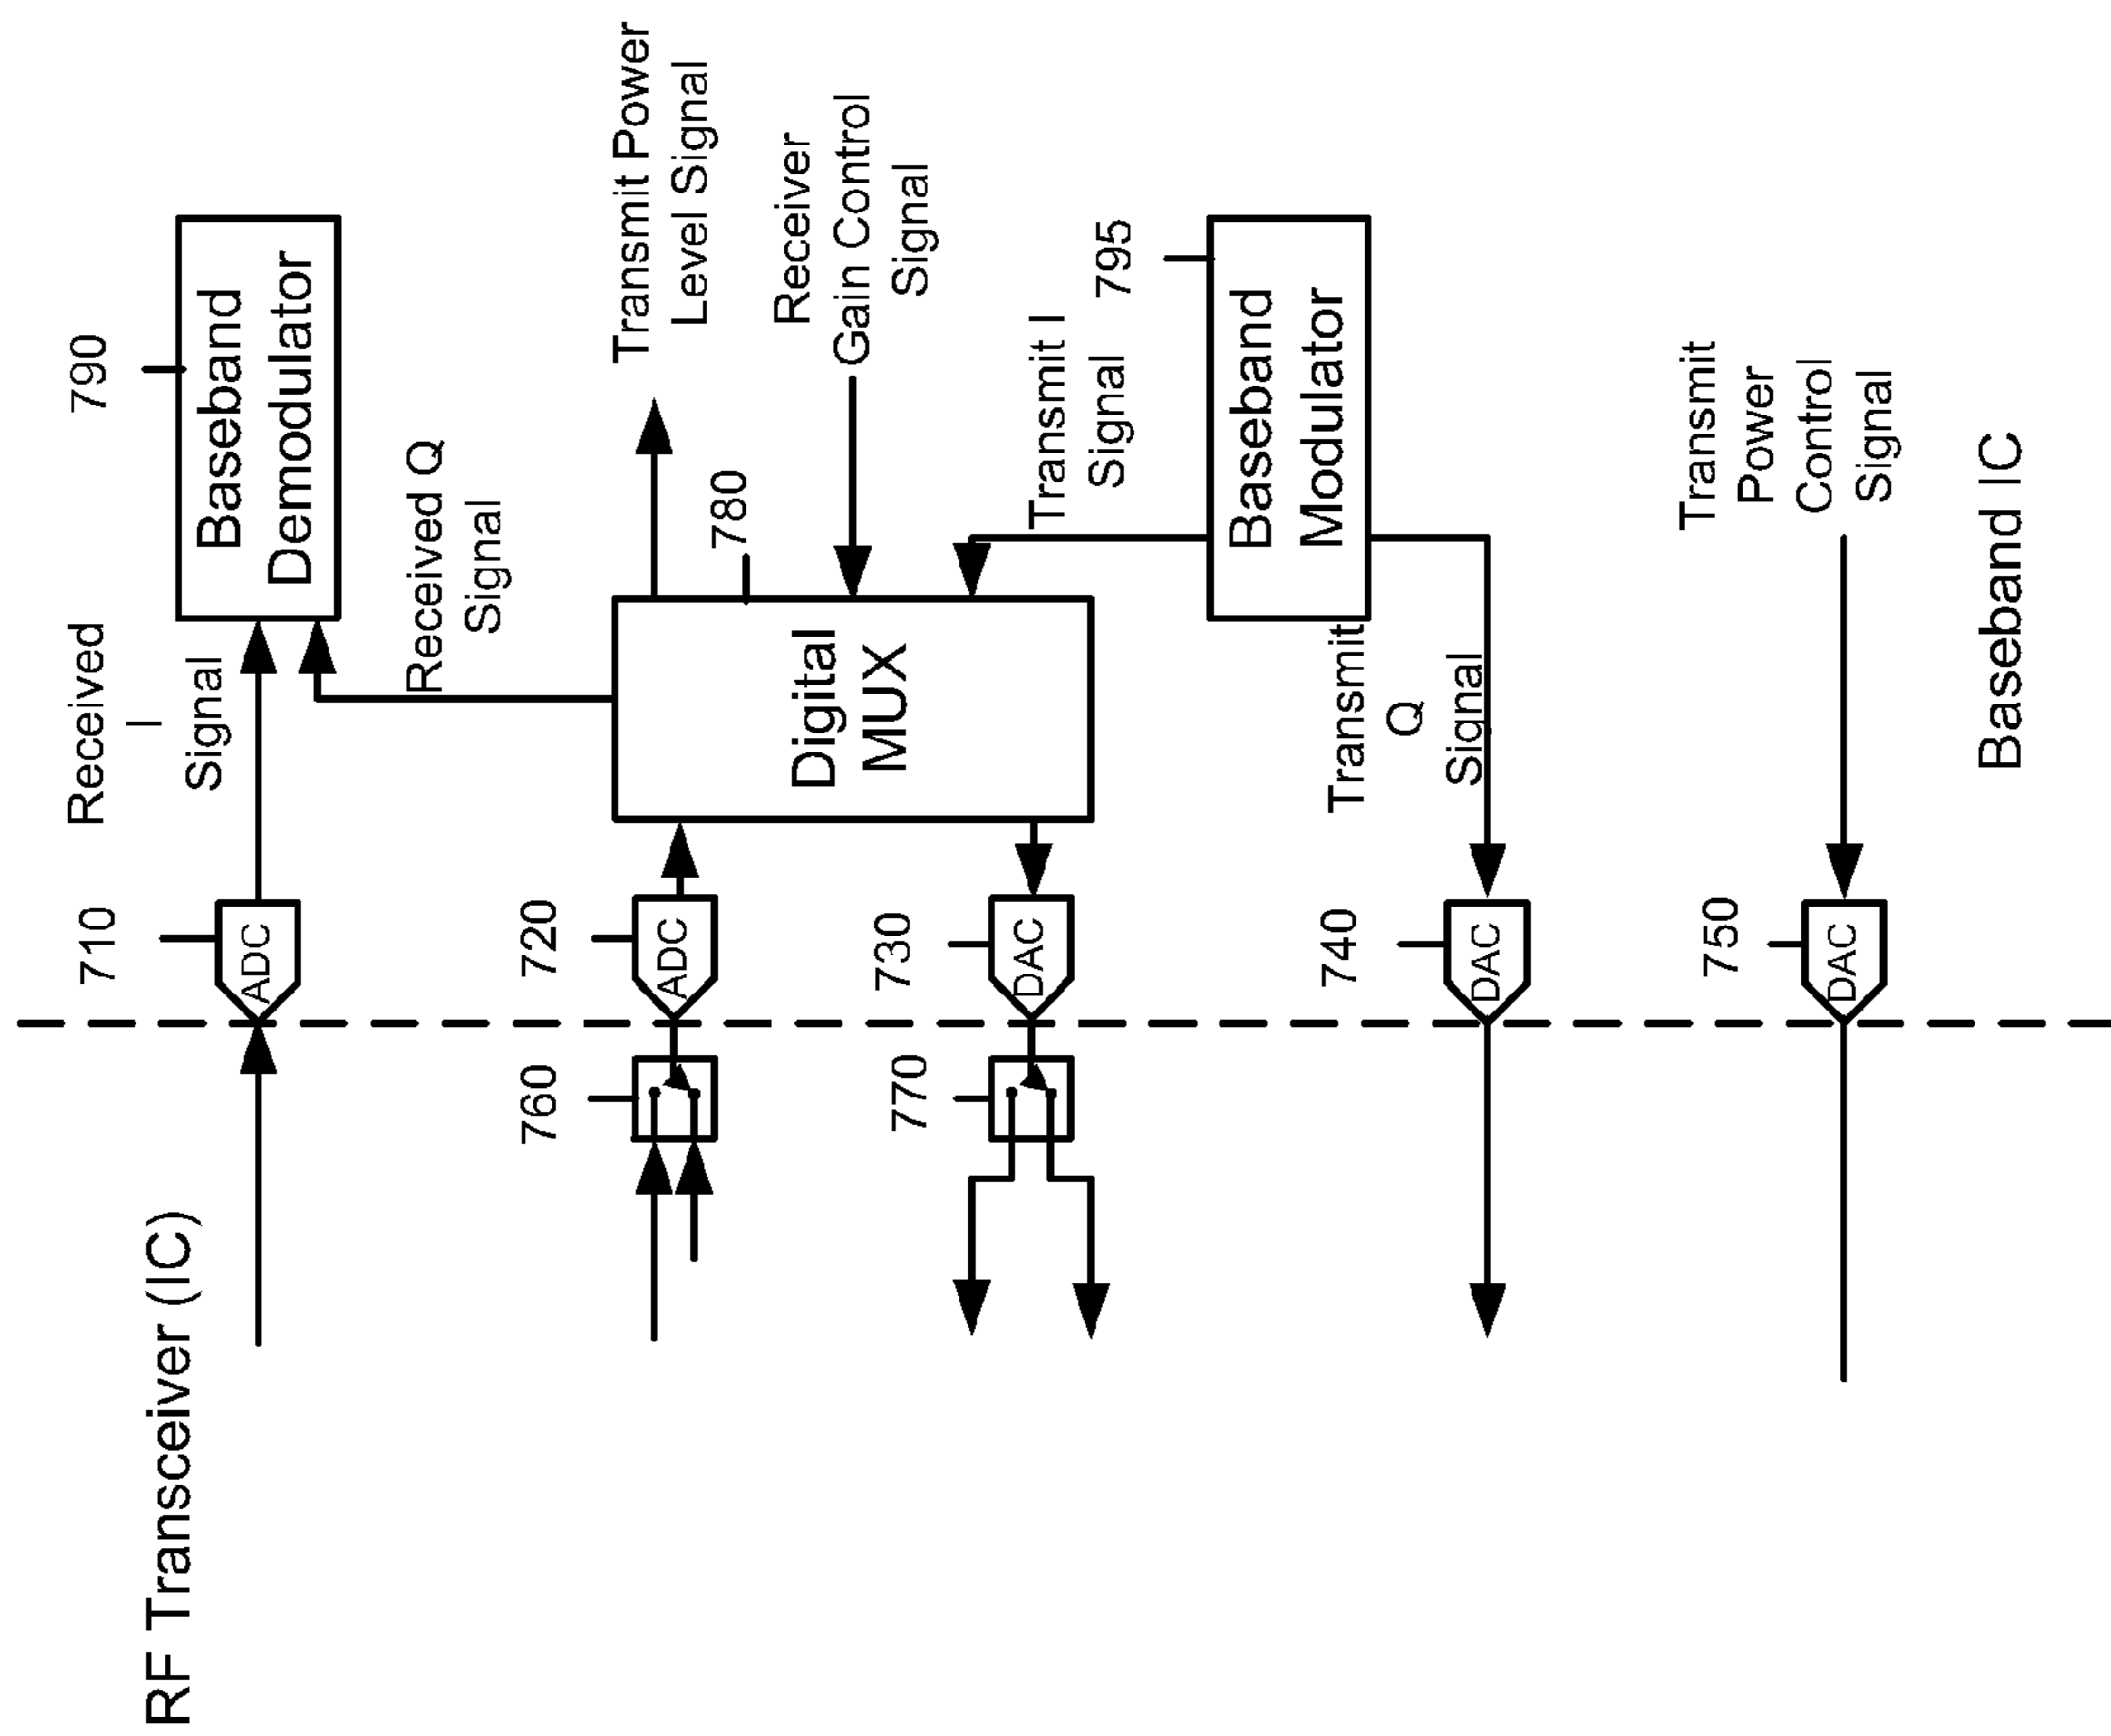 RF Transceiver (IC)
710
Received
I
Signal
ADC
790
Baseband
Demodulator
Received Q
Signal
760
720
ADC
Transmit Power
Level Signal
780
Digital
MUX
Receiver
Gain Control
Signal
770
730
DAC
Transmit I
Signal
795
Baseband
Modulator
Transmit
Q
Signal
740
DAC
750
DAC
Transmit
Power
Control
Signal
Baseband IC